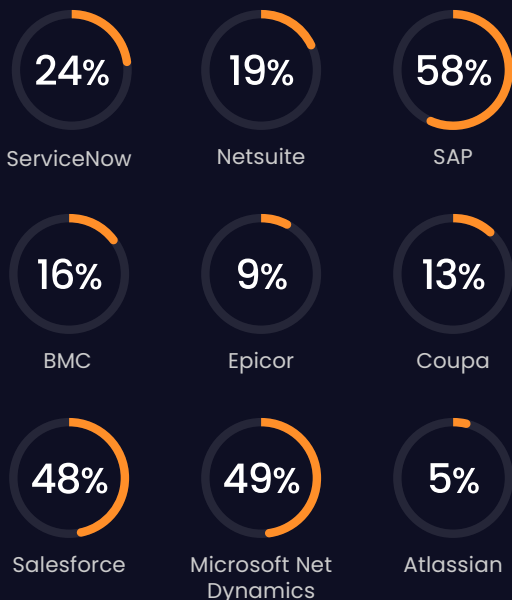 24%
19%
58%
ServiceNow
Netsuite
SAP
16%
9%
13%
BMC
Epicor
Coupa
48%
49%
5%
Salesforce
Microsoft Net
Dynamics
Atlassian